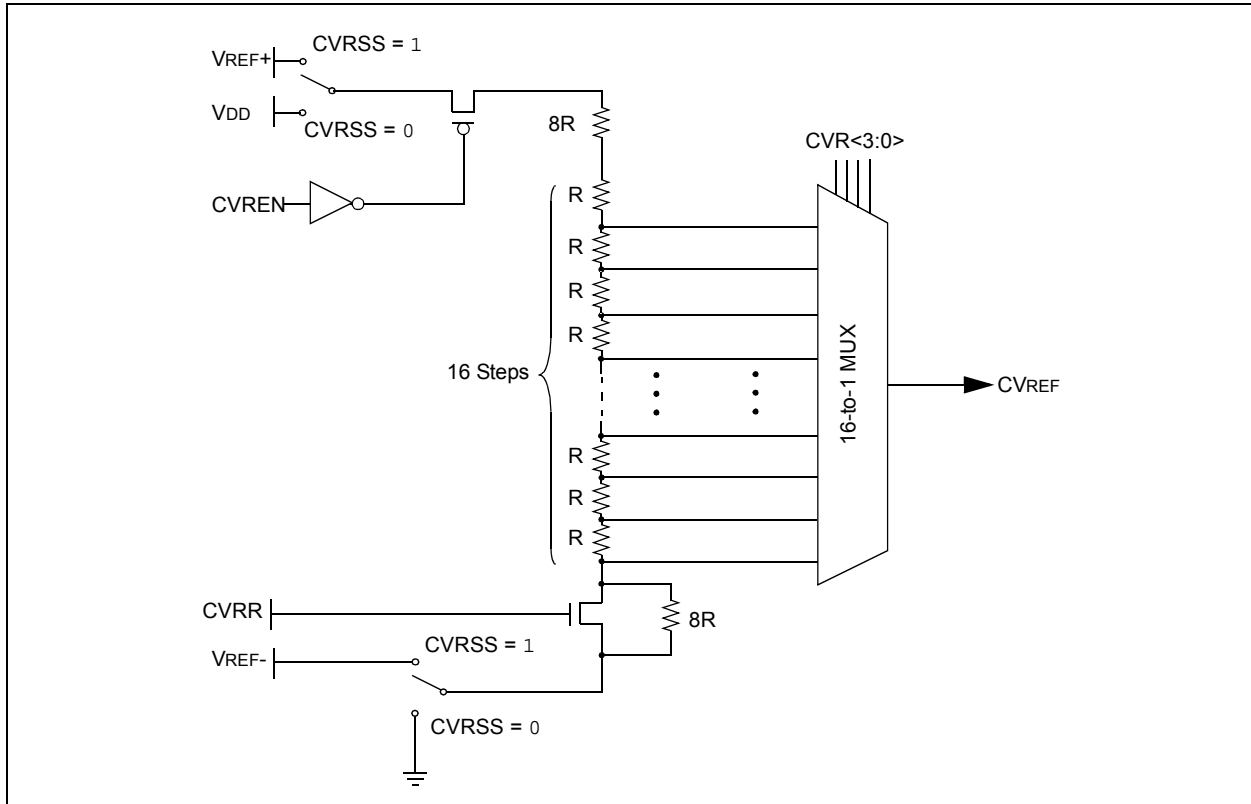 CVRSS = 1
VREF+
VDD
CVRSS = 0
8R
CVR<3:0>
CVREN
R
R
R
R
16 Steps
16-to-1 MUX
CVREF
R
R
R
CVRR
8R
CVRSS = 1
VREF-
CVRSS = 0